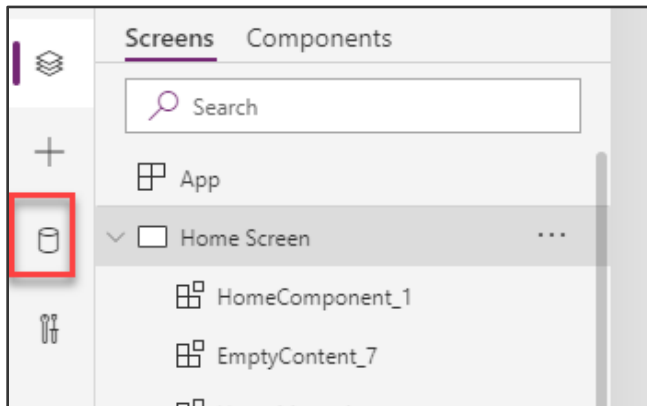 Screens Components
Search
App
Home Screen
HomeComponent_1
EmptyContent_7